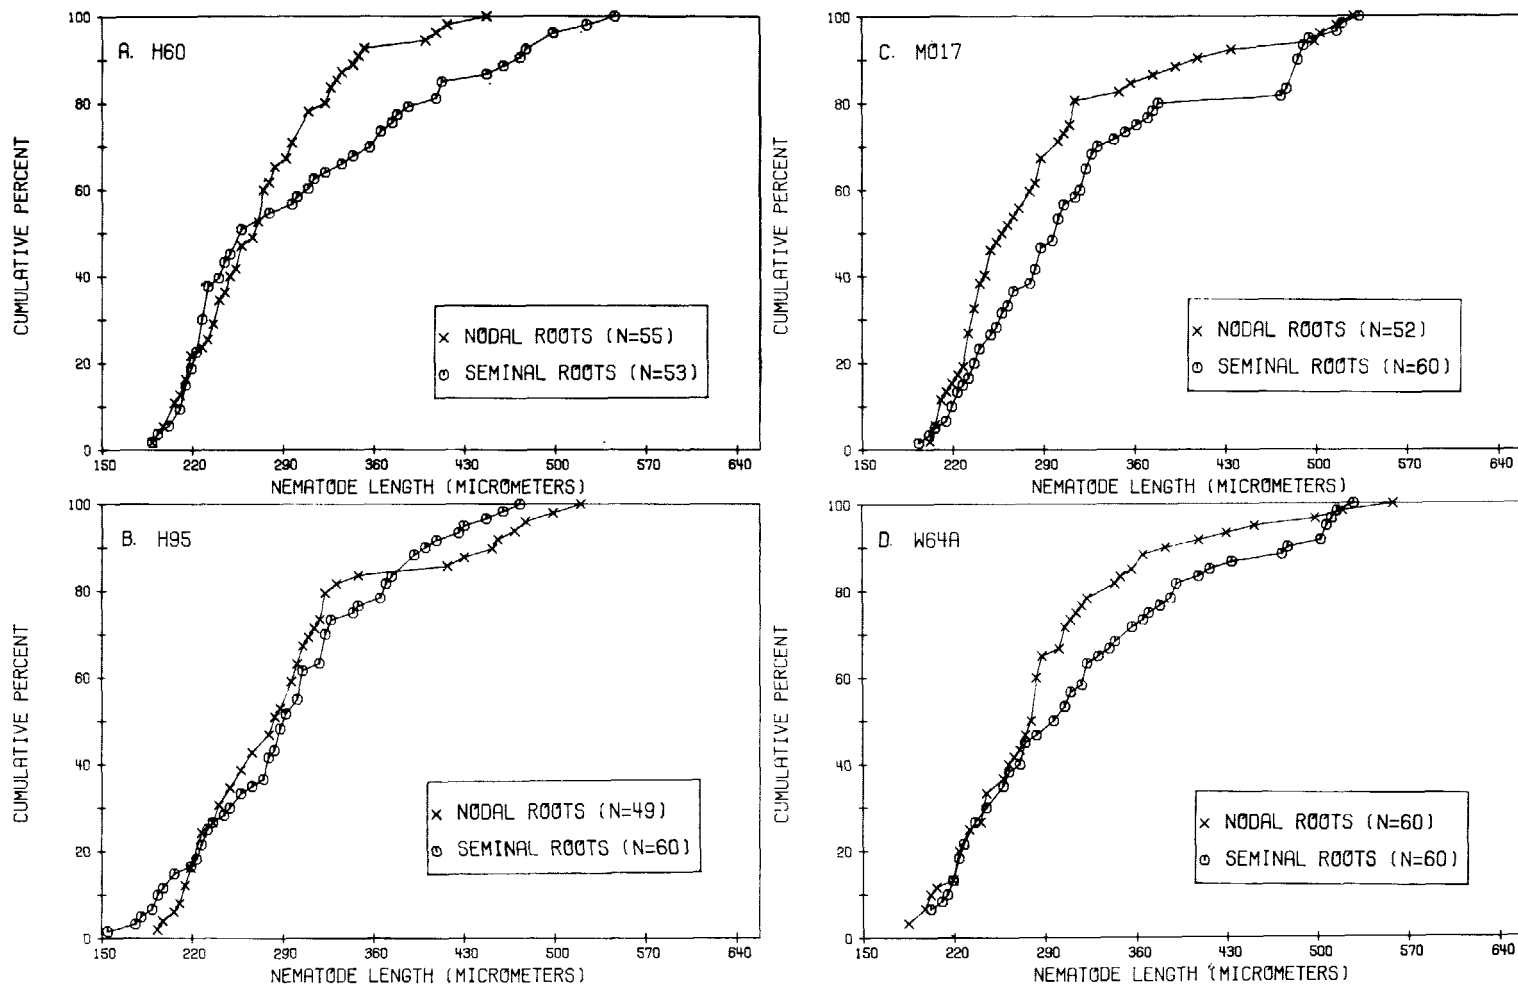 A. H60
CUMULATIVE PERCENT
100
80
60
40
20
0
× NODAL ROOTS (N=55)
SEMINAL ROOTS (N=53)
150 220 290 360 430 500 570 640
NEMATODE LENGTH (MICROMETERS)
C. MO17
CUMULATIVE PERCENT
100
80
60
40
20
0
× NODAL ROOTS (N=52)
SEMINAL ROOTS (N=60)
150 220 290 360 430 500 570 640
NEMATODE LENGTH (MICROMETERS)
B. H95
CUMULATIVE PERCENT
100
80
60
40
20
0
× NODAL ROOTS (N=49)
SEMINAL ROOTS (N=60)
150 220 290 360 430 500 570 640
NEMATODE LENGTH (MICROMETERS)
D. W64A
CUMULATIVE PERCENT
100
80
60
40
20
0
× NODAL ROOTS (N=60)
SEMINAL ROOTS (N=60)
150 220 290 360 430 500 570 640
NEMATODE LENGTH (MICROMETERS)